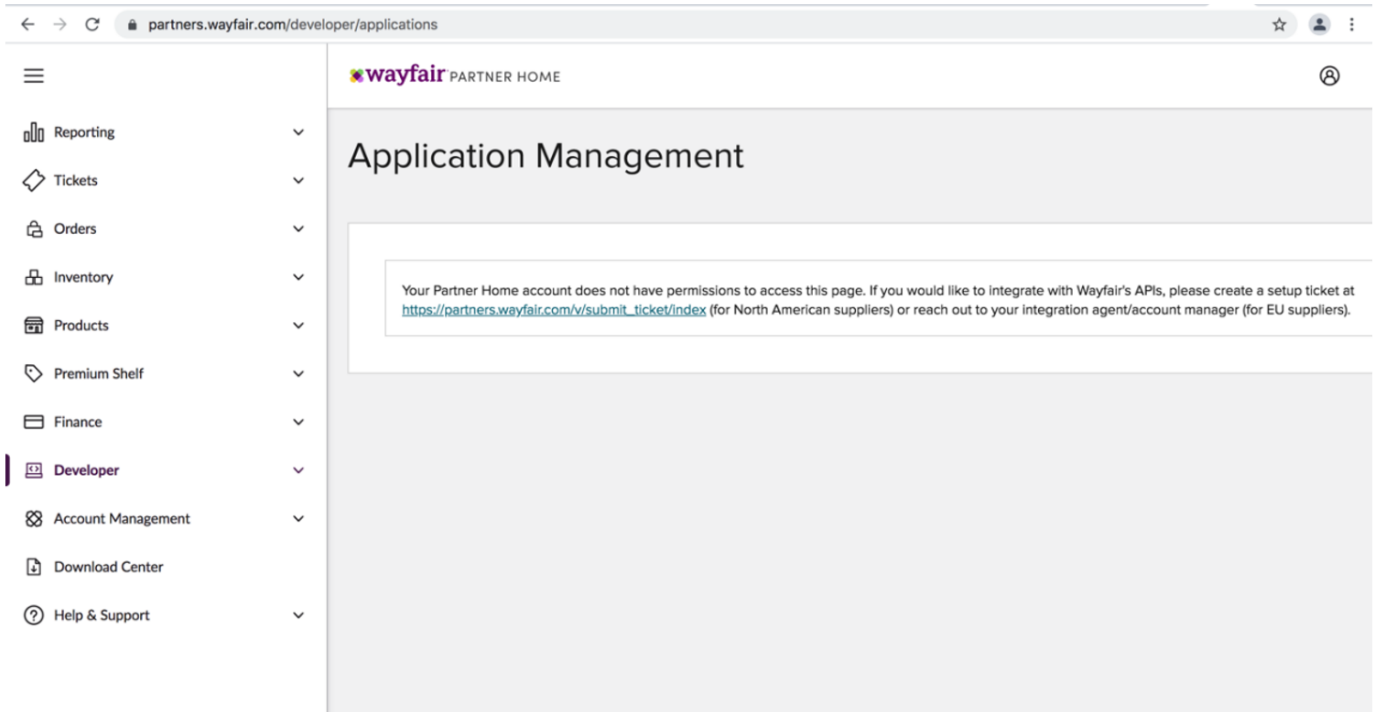 partners.wayfair.com/developer/applications
wayfair PARTNER HOME
Reporting
Tickets
Orders
Inventory
Products
Premium Shelf
Finance
Developer
Account Management
Download Center
Help & Support
Application Management
Your Partner Home account does not have permissions to access this page. If you would like to integrate with Wayfair's APIs, please create a setup ticket at
https://partners.wayfair.com/v/submit_ticket/index (for North American suppliers) or reach out to your integration agent/account manager (for EU suppliers).